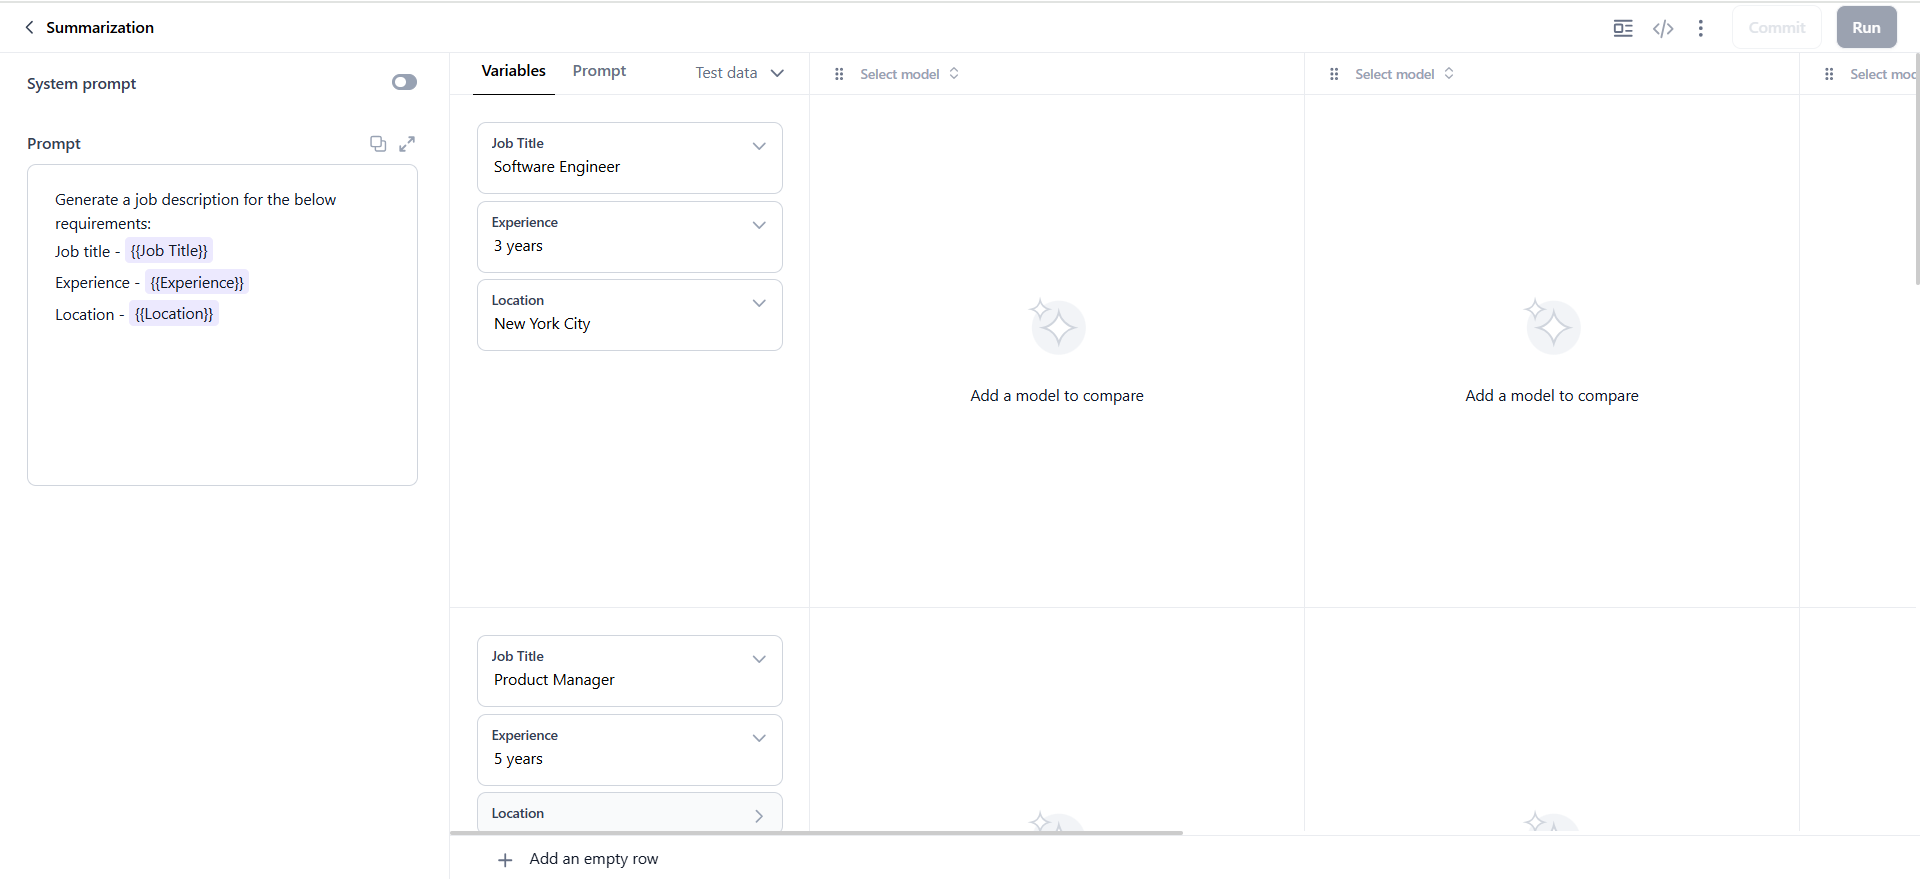 Summarization
Commit
Run
System prompt
Prompt
Generate a job description for the below
requirements:
Job title - {{Job Title}}
Experience - {{Experience}}
Location - {{Location}}
Variables
Prompt
Test data
Select model
Select model
Select moc
Job Title
Software Engineer
Experience
3 years
Location
New York City
Add a model to compare
Add a model to compare
Job Title
Product Manager
Experience
5 years
Location
Add an empty row